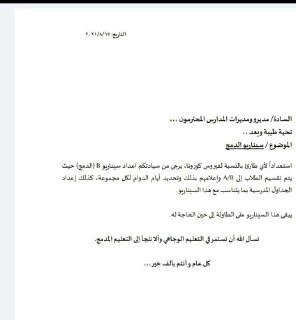 التاريخ: ٢٠٢١/٨/١٧
السادة/ مديرو ومديرات المدارس المحترمون ...
تحية طيبة وبعد ..
الموضوع / سيناريو الدمج
استعداداً لأي طارئ بالنسبة لفيروس كورونا، يرجى من سيادتكم اعداد سيناريو B (الدمج) حيث
يتم تقسيم الطلاب إلى A/B واعلامهم بذلك وتحديد أيام الدوام لكل مجموعة، كذلك إعداد
الجداول المدرسية بما يتناسب مع هذا السيناريو.
يبقى هذا السيناريو على الطاولة إلى حين الحاجة له.
نسأل الله أن نستمر في التعليم الوجاهي وألا نلجأ إلى التعليم المدمج.
كل عام و أنتم بألف خير ...